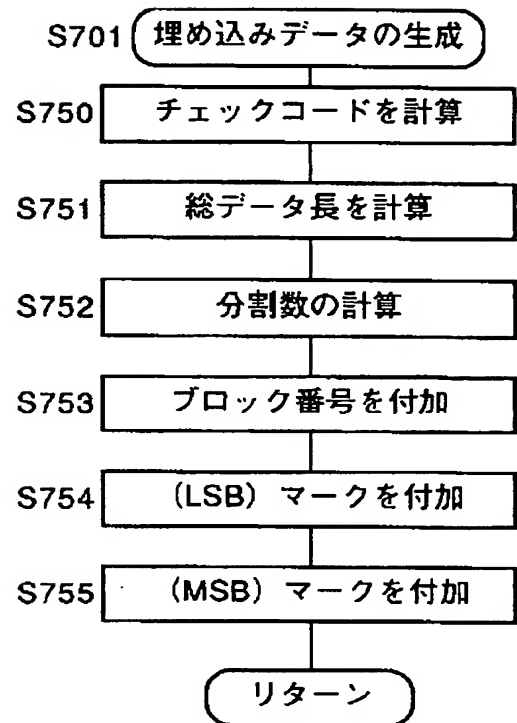 S701 埋め込みデータの生成
S750 チェックコードを計算
S751 総データ長を計算
S752 分割数の計算
S753 ブロック番号を付加
S754 (LSB) マークを付加
S755 (MSB) マークを付加
リターン